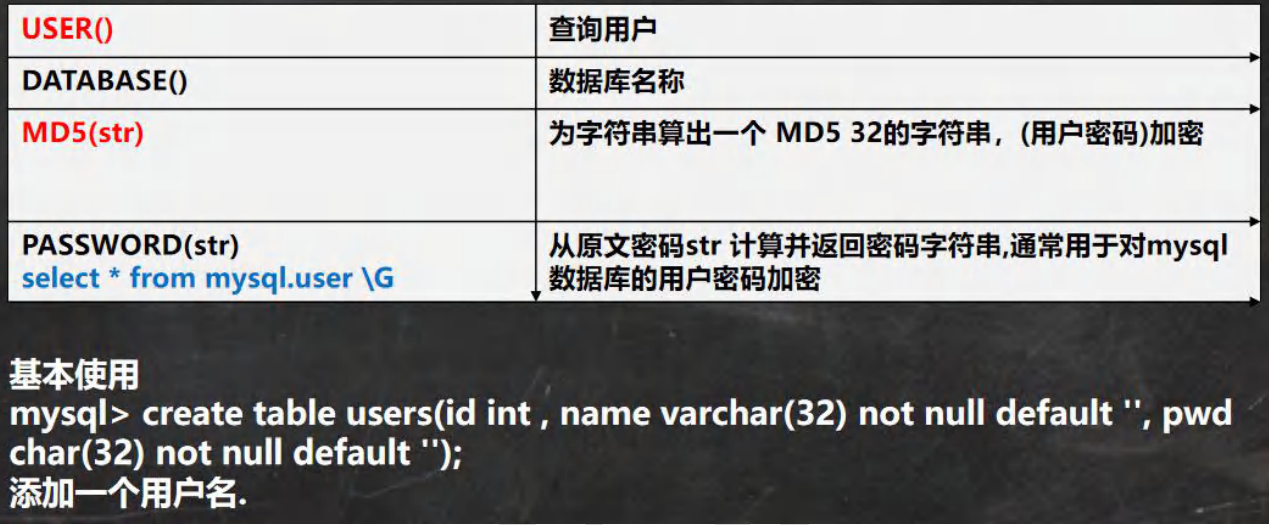 USER() 查询用户
DATABASE() 数据库名称
MD5(str) 为字符串算出一个 MD5 32的字符串，(用户密码)加密
PASSWORD(str) 从原文密码str 计算并返回密码字符串,通常用于对mysql
select * from mysql.user \G 数据库的用户密码加密
基本使用
mysql> create table users(id int , name varchar(32) not null default '', pwd
char(32) not null default '');
添加一个用户名.